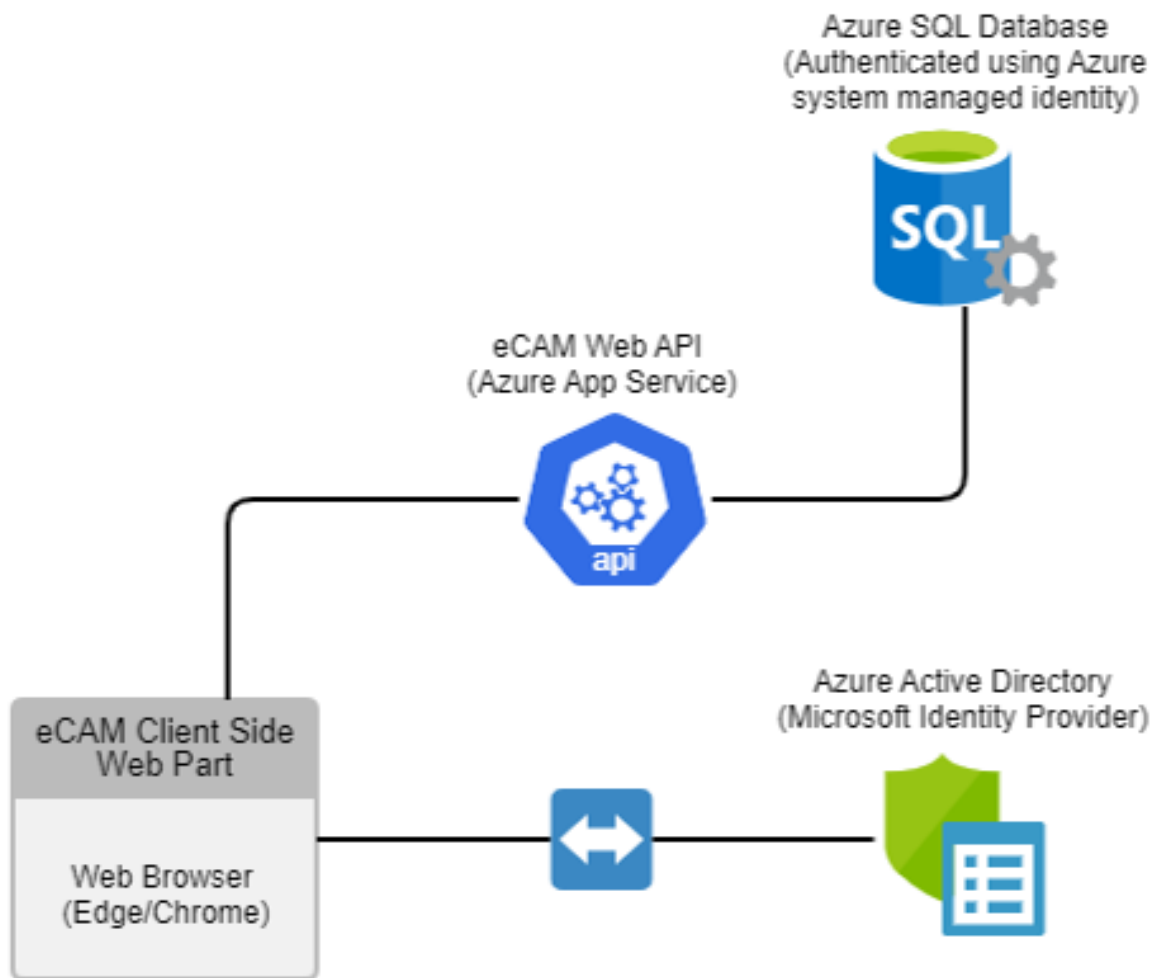 Azure SQL Database
(Authenticated using Azure
system managed identity)
SQL
eCAM Web API
(Azure App Service)
api
Azure Active Directory
(Microsoft Identity Provider)
eCAM Client Side
Web Part
Web Browser
(Edge/Chrome)